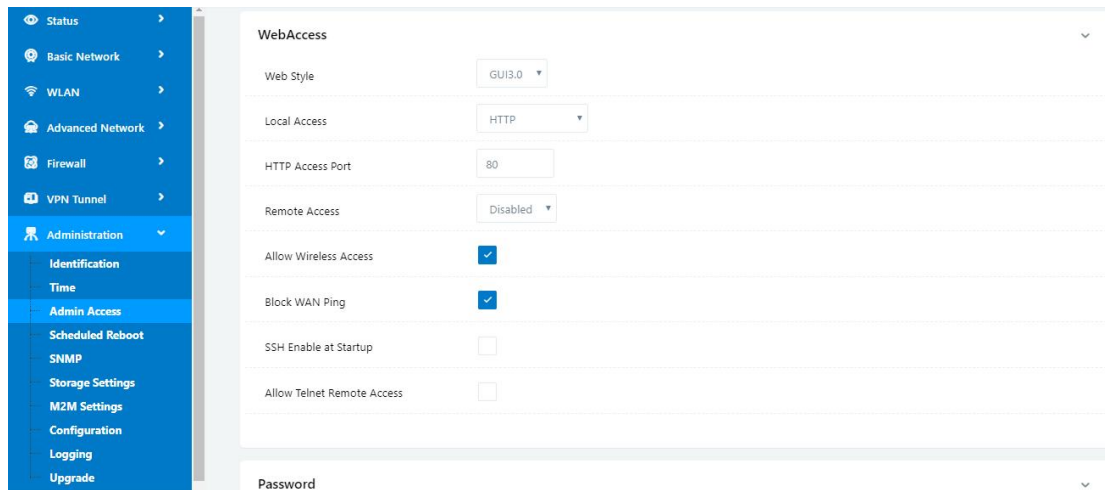 Status
Basic Network
WLAN
Advanced Network
Firewall
VPN Tunnel
Administration
Identification
Time
Admin Access
Scheduled Reboot
SNMP
Storage Settings
M2M Settings
Configuration
Logging
Upgrade
WebAccess
Web Style GUI3.0
Local Access HTTP
HTTP Access Port 80
Remote Access Disabled
Allow Wireless Access
Block WAN Ping
SSH Enable at Startup
Allow Telnet Remote Access
Password